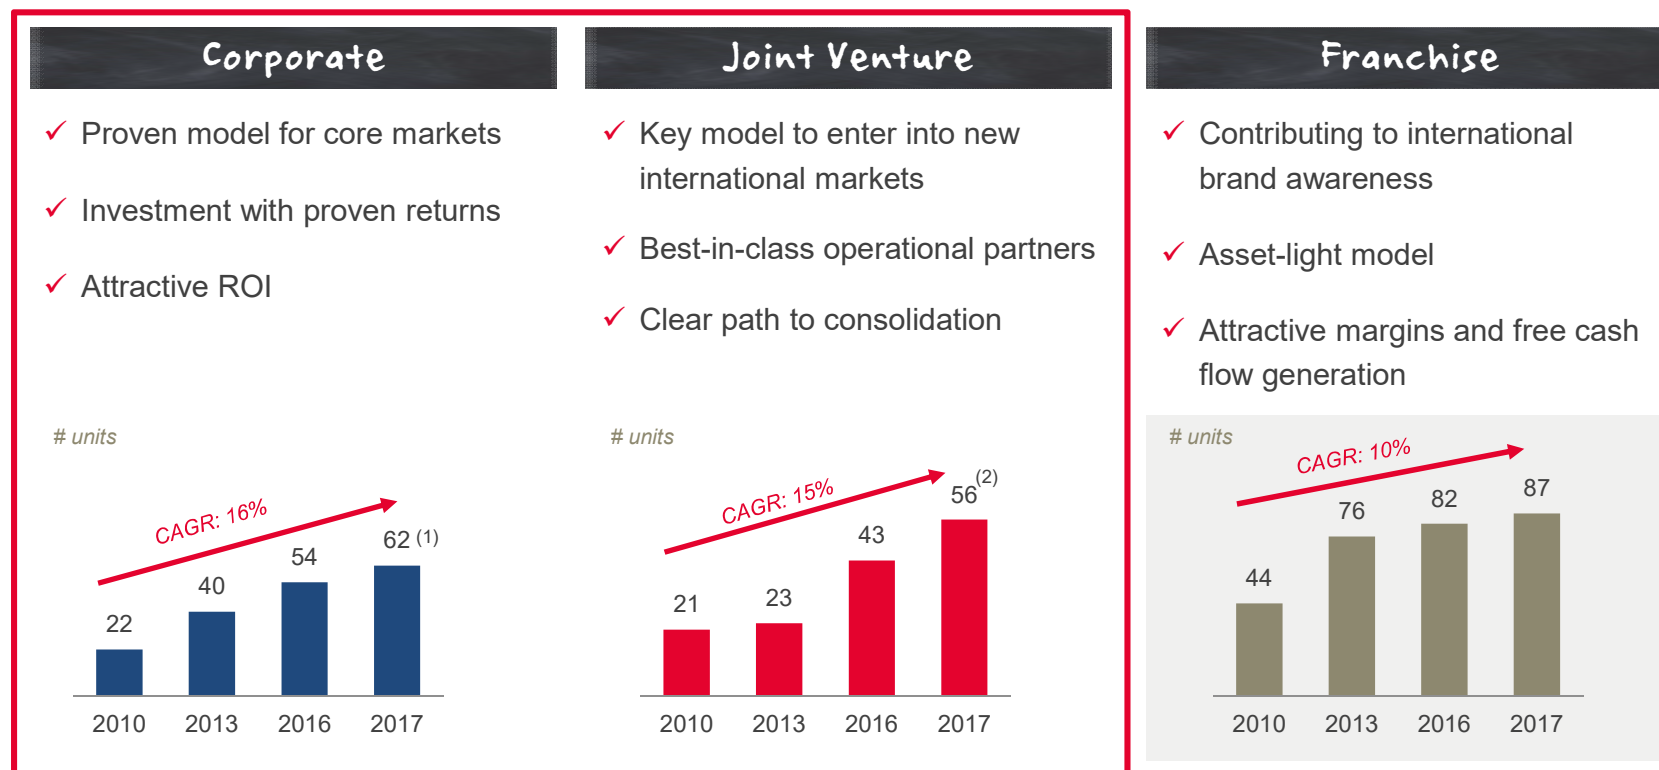 Corporate
Proven model for core markets
Investment with proven returns
Attractive ROI
# units
CAGR: 16%
22
40
54
62 (1)
2010 2013 2016 2017
Joint Venture
Key model to enter into new
international markets
Best-in-class operational partners
Clear path to consolidation
# units
CAGR: 15%
21
23
43
56 (2)
2010 2013 2016 2017
Franchise
Contributing to international
brand awareness
Asset-light model
Attractive margins and free cash
flow generation
# units
CAGR: 10%
44
76
82
87
2010 2013 2016 2017